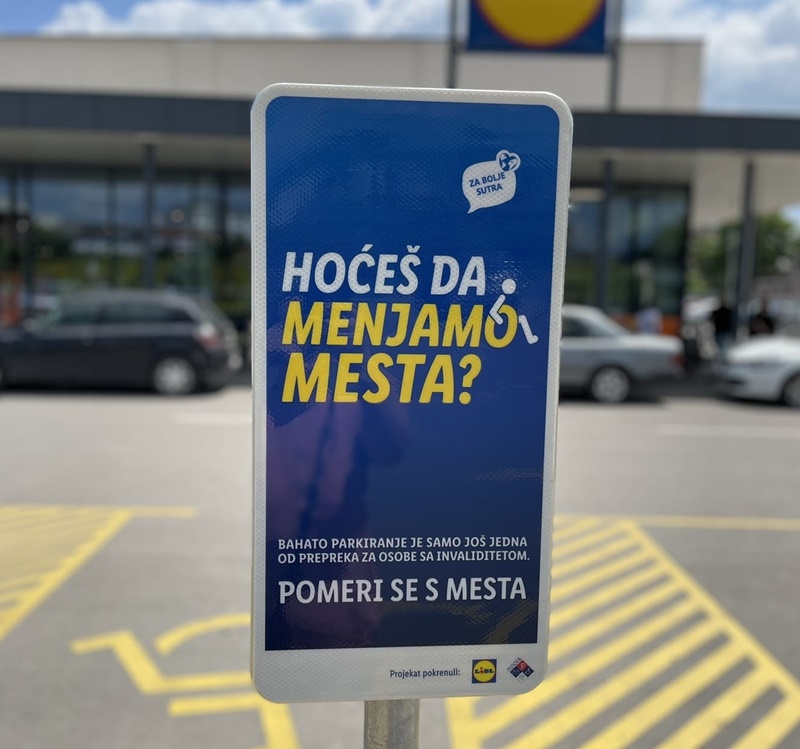 ZA BOLJE
SUTRA
HOĆEŠ DA
MENJAMO
MESTA?
BAHATO PARKIRANJE JE SAMO JOŠ JEDNA
OD PREPREKA ZA OSOBE SA INVALIDITETOM.
POMERI SE S MESTA
Projekat pokrenuli:
LIDL